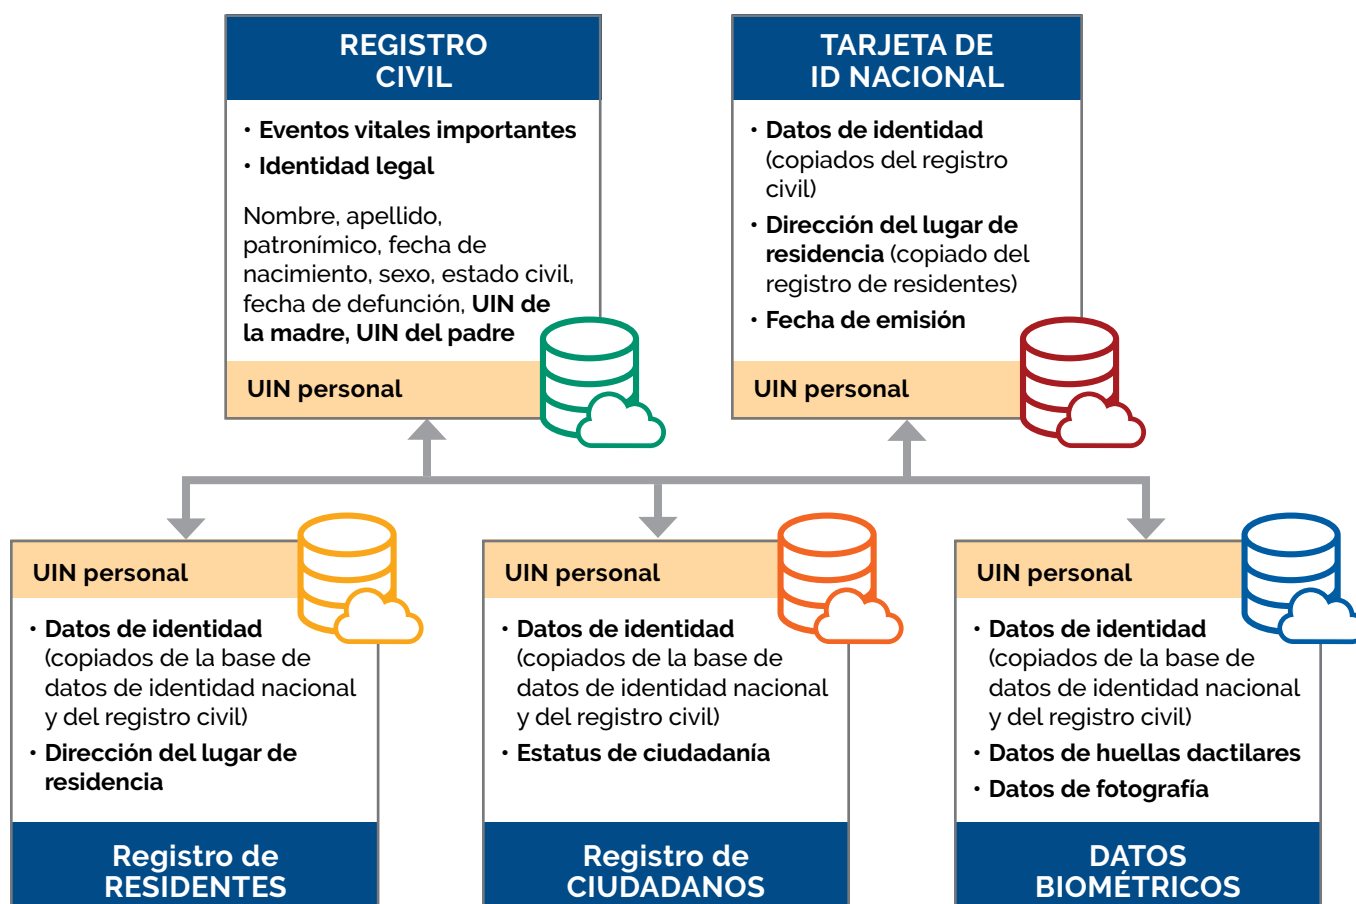 REGISTRO
CIVIL
• Eventos vitales importantes
• Identidad legal
Nombre, apellido,
patronímico, fecha de
nacimiento, sexo, estado civil,
fecha de defunción, UIN de
la madre, UIN del padre
UIN personal
TARJETA DE
ID NACIONAL
• Datos de identidad
(copiados del registro
civil)
• Dirección del lugar de
residencia (copiado del
registro de residentes)
• Fecha de emisión
UIN personal
UIN personal
• Datos de identidad
(copiados de la base de
datos de identidad nacional
y del registro civil)
• Dirección del lugar de
residencia
Registro de
RESIDENTES
UIN personal
• Datos de identidad
(copiados de la base de
datos de identidad nacional
y del registro civil)
• Estatus de ciudadanía
Registro de
CIUDADANOS
UIN personal
• Datos de identidad
(copiados de la base de
datos de identidad nacional
y del registro civil)
• Datos de huellas dactilares
• Datos de fotografía
DATOS
BIOMÉTRICOS